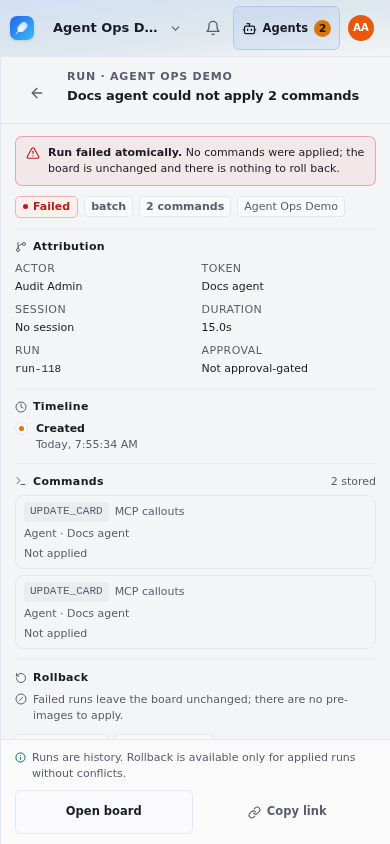 Agent Ops D...
Agents 2
AA
RUN · AGENT OPS DEMO
Docs agent could not apply 2 commands
Run failed atomically. No commands were applied; the
board is unchanged and there is nothing to roll back.
Failed batch 2 commands Agent Ops Demo
Attribution
ACTOR TOKEN
Audit Admin Docs agent
SESSION DURATION
No session 15.0s
RUN APPROVAL
run-118 Not approval-gated
Timeline
Created
Today, 7:55:34 AM
Commands 2 stored
UPDATE_CARD MCP callouts
Agent · Docs agent
Not applied
UPDATE_CARD MCP callouts
Agent · Docs agent
Not applied
Rollback
Failed runs leave the board unchanged; there are no pre-
images to apply.
Runs are history. Rollback is available only for applied runs
without conflicts.
Open board Copy link